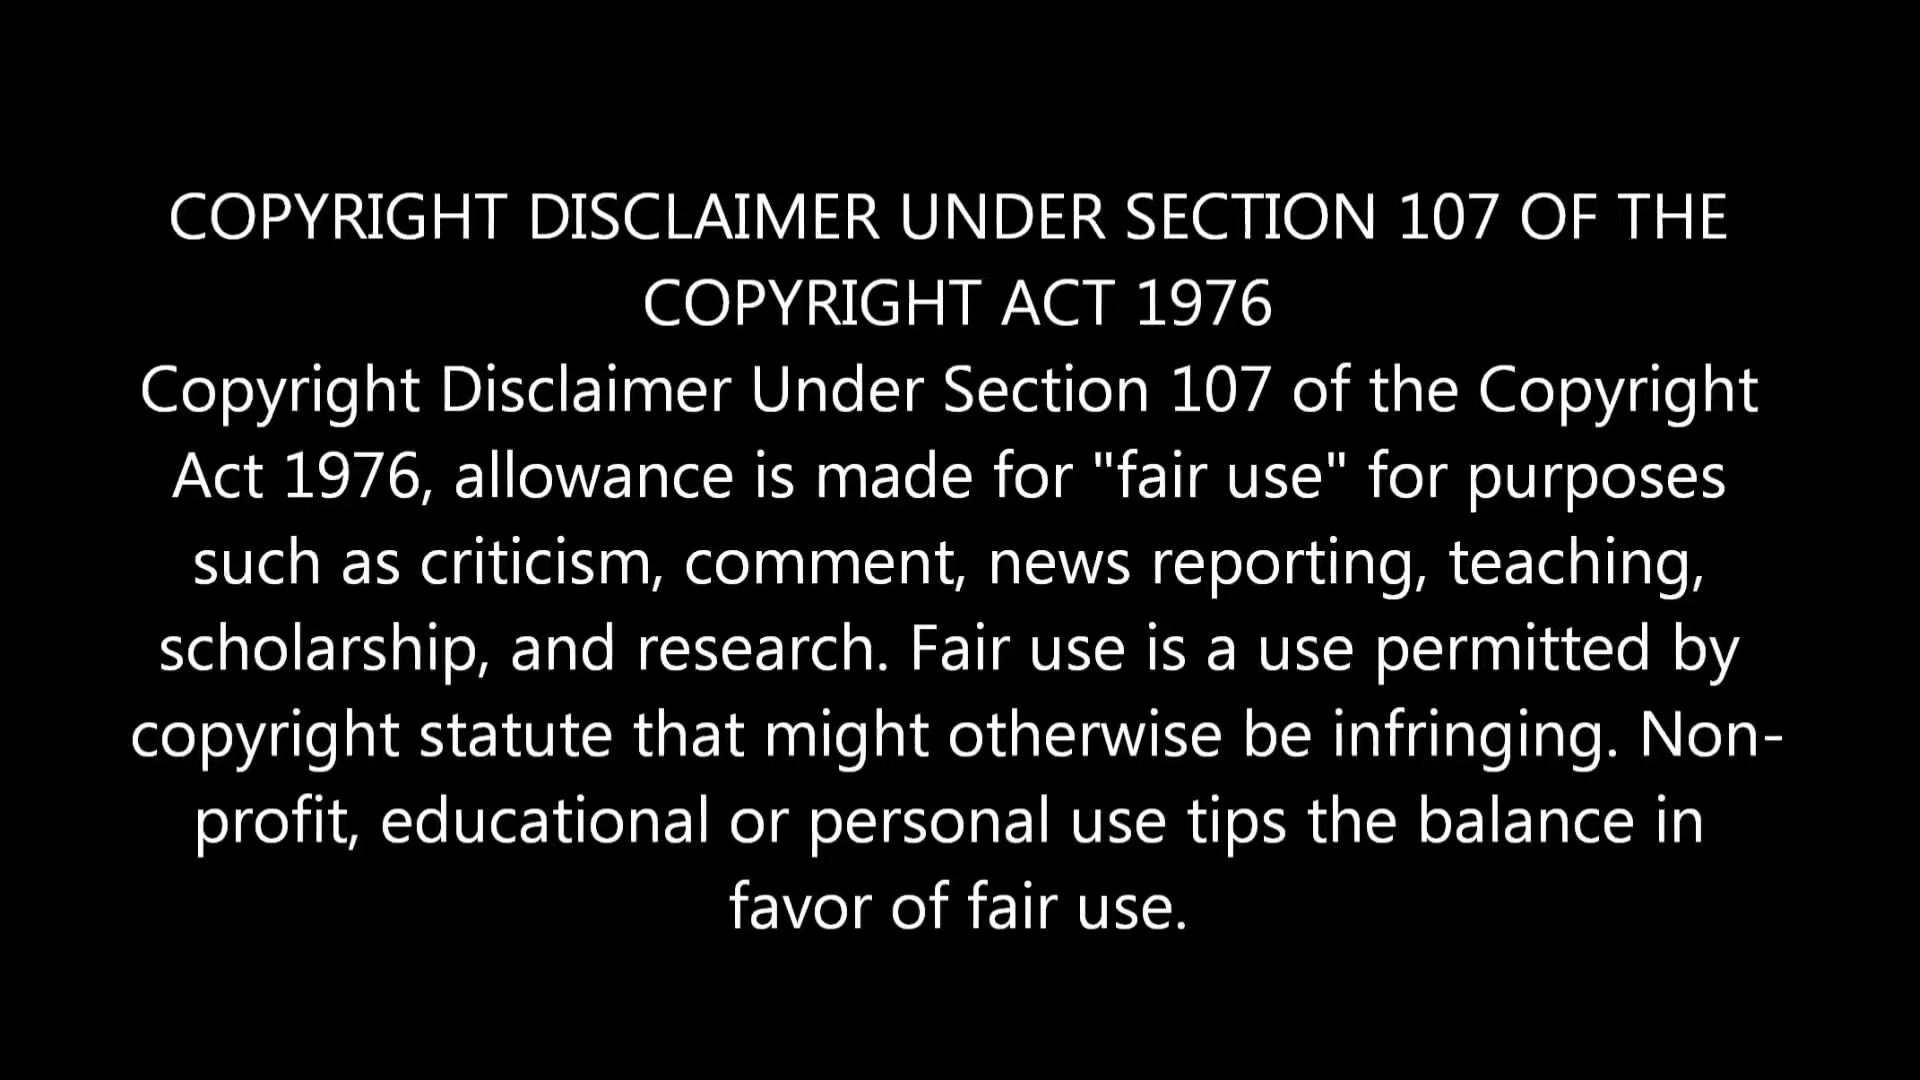 COPYRIGHT DISCLAIMER UNDER SECTION 107 OF THE
COPYRIGHT ACT 1976
Copyright Disclaimer Under Section 107 of the Copyright
Act 1976, allowance is made for "fair use" for purposes
such as criticism, comment, news reporting, teaching,
scholarship, and research. Fair use is a use permitted by
copyright statute that might otherwise be infringing. Non-
profit, educational or personal use tips the balance in
favor of fair use.